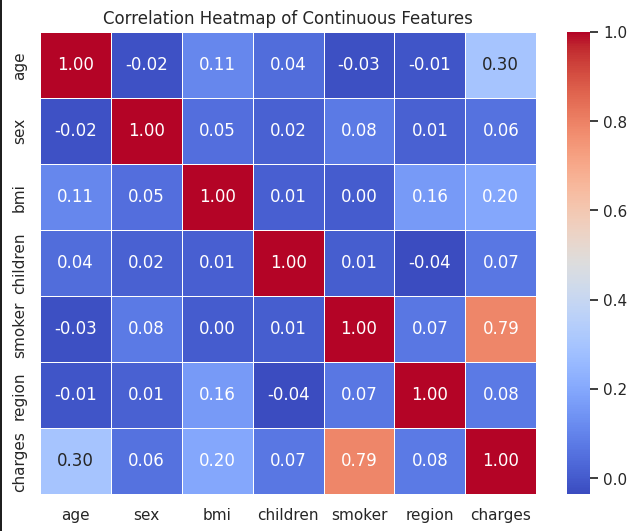 Correlation Heatmap of Continuous Features
age 1.00 -0.02 0.11 0.04 -0.03 -0.01 0.30
sex -0.02 1.00 0.05 0.02 0.08 0.01 0.06
bmi 0.11 0.05 1.00 0.01 0.00 0.16 0.20
children 0.04 0.02 0.01 1.00 0.01 -0.04 0.07
smoker -0.03 0.08 0.00 0.01 1.00 0.07 0.79
region -0.01 0.01 0.16 -0.04 0.07 1.00 0.08
charges 0.30 0.06 0.20 0.07 0.79 0.08 1.00
age sex bmi children smoker region charges
1.0
0.8
0.6
0.4
0.2
0.0